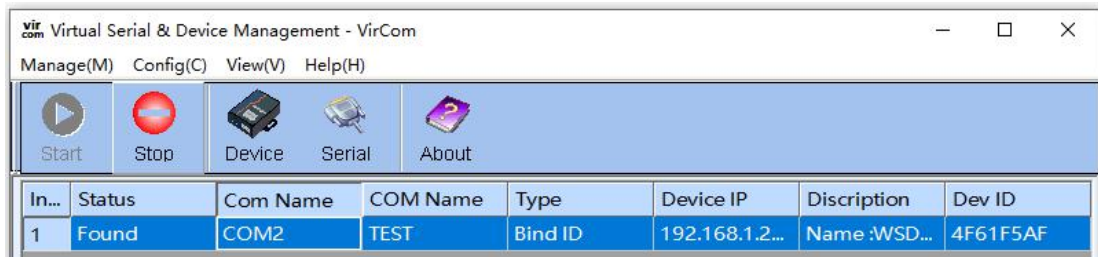 vir com Virtual Serial & Device Management - VirCom
Manage(M) Config(C) View(V) Help(H)
Start Stop Device Serial About
In... Status Com Name COM Name Type Device IP Discription Dev ID
1 Found COM2 TEST Bind ID 192.168.1.2... Name :WSD... 4F61F5AF